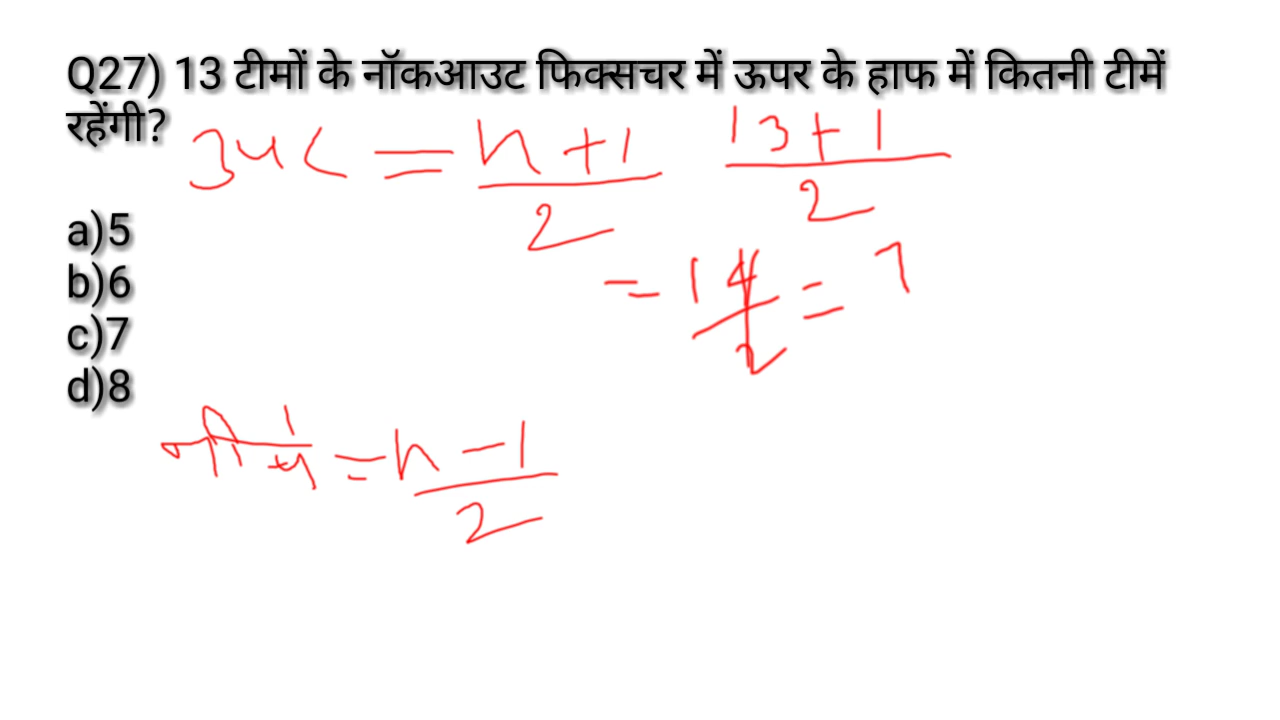 Q27) 13 टीमों के नॉकआउट फिक्सचर में ऊपर के हाफ में कितनी टीमें
रहेंगी?
उपर = n+1/2 13+1/2
= 14/2 = 7
a)5
b)6
c)7
d)8
= n-1/2